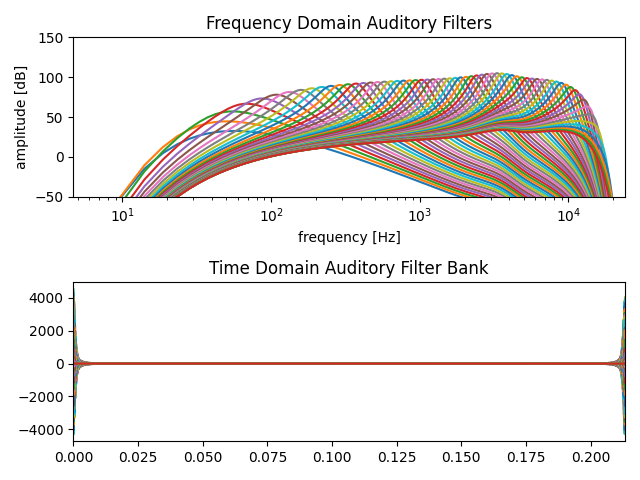 Frequency Domain Auditory Filters
150
100
50
0
−50
amplitude [dB]
10¹ 10² 10³ 10⁴
frequency [Hz]
Time Domain Auditory Filter Bank
4000
2000
0
−2000
−4000
0.000 0.025 0.050 0.075 0.100 0.125 0.150 0.175 0.200